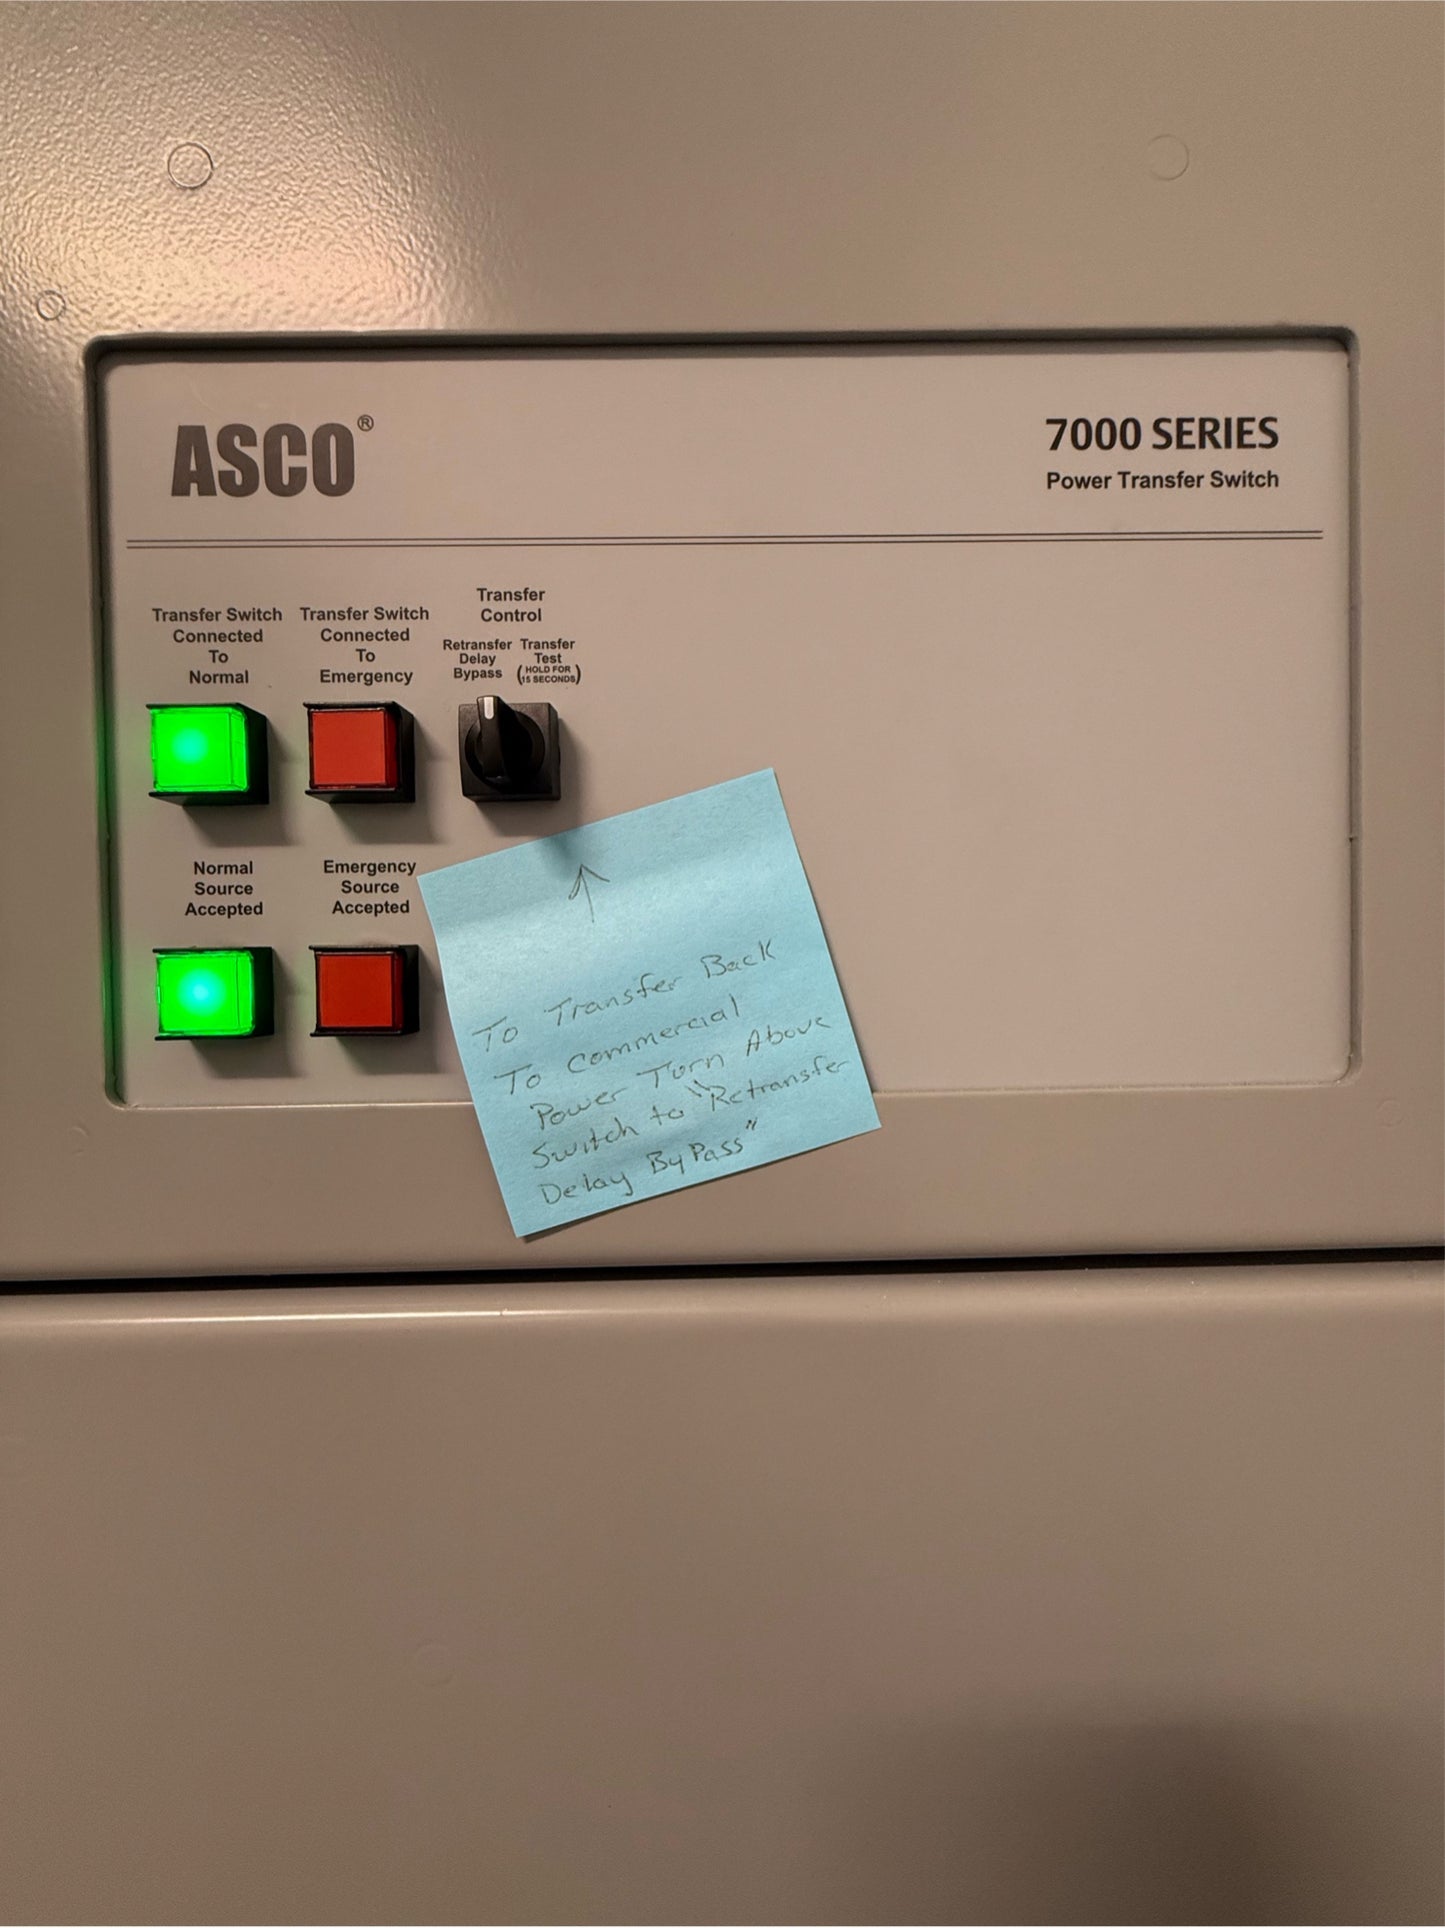 ASCO®
7000 SERIES
Power Transfer Switch
Transfer Switch
Connected
To
Normal
Transfer Switch
Connected
To
Emergency
Transfer
Control
Retransfer
Delay
Bypass
Transfer
Test
(HOLD FOR
15 SECONDS)
Normal
Source
Accepted
Emergency
Source
Accepted
↑
To Transfer Back
To commercial
Power Turn Above
Switch to "Retransfer
Delay ByPass"